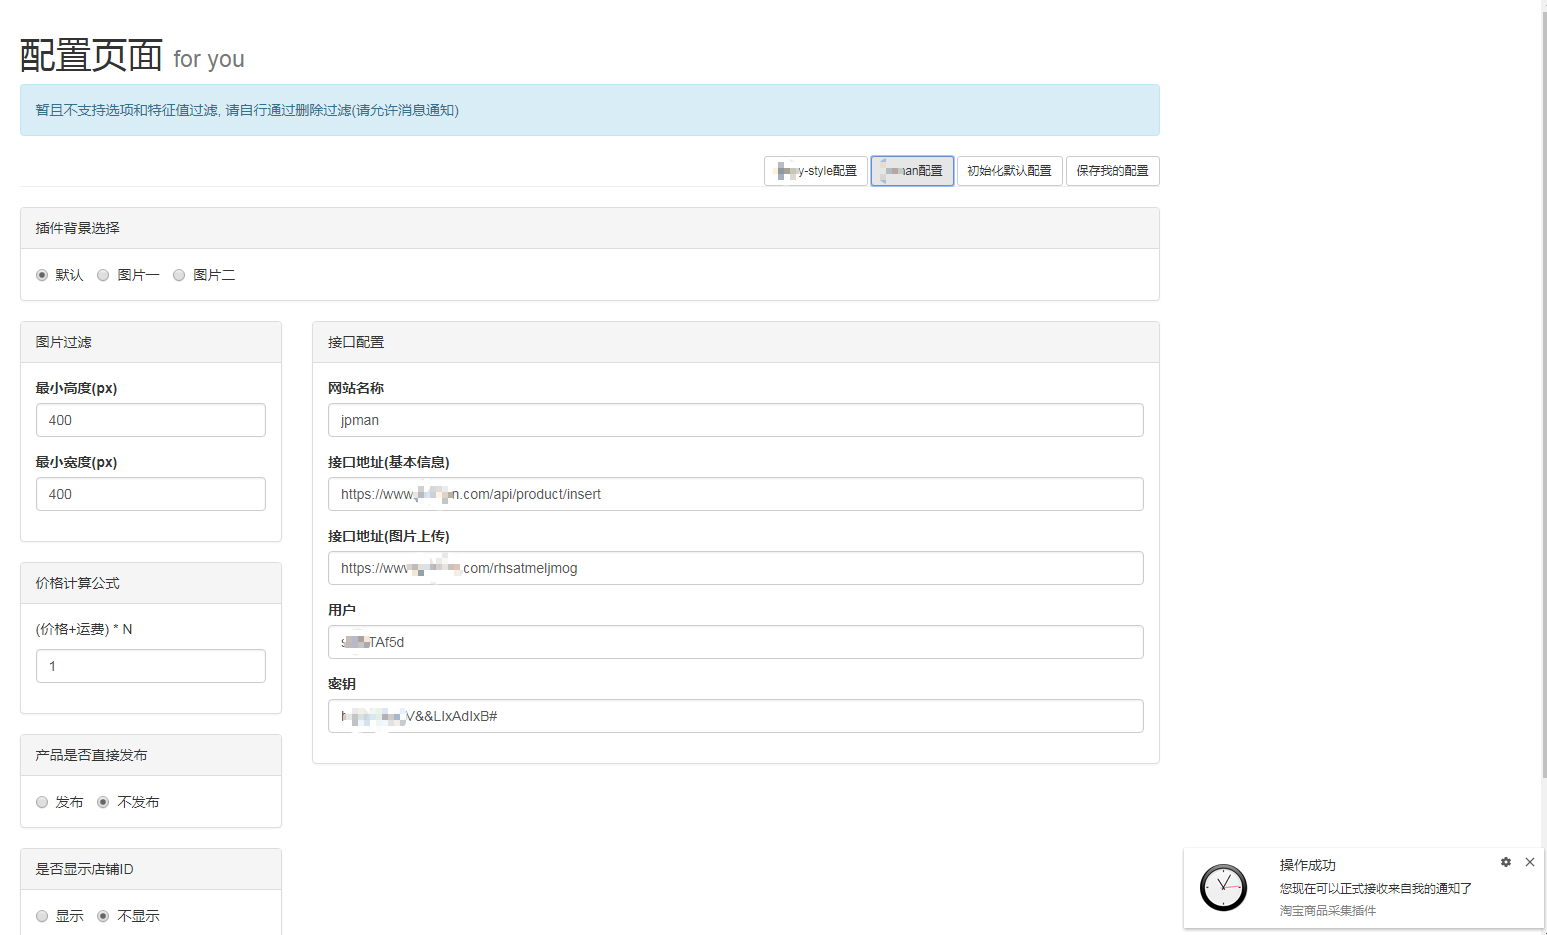 配置页面 for you
暂且不支持选项和特征值过滤, 请自行通过删除过滤(请允许消息通知)
y-style配置
an配置
初始化默认配置
保存我的配置
插件背景选择
默认 图片一 图片二
图片过滤
最小高度(px)
400
最小宽度(px)
400
价格计算公式
(价格+运费) * N
1
产品是否直接发布
发布 不发布
是否显示店铺ID
显示 不显示
接口配置
网站名称
jpman
接口地址(基本信息)
https://www n.com/api/product/insert
接口地址(图片上传)
https://www .com/rhsatmeljmog
用户
s TAf5d
密钥
V&&LIxAdIxB#
操作成功
您现在可以正式接收来自我的通知了
淘宝商品采集插件